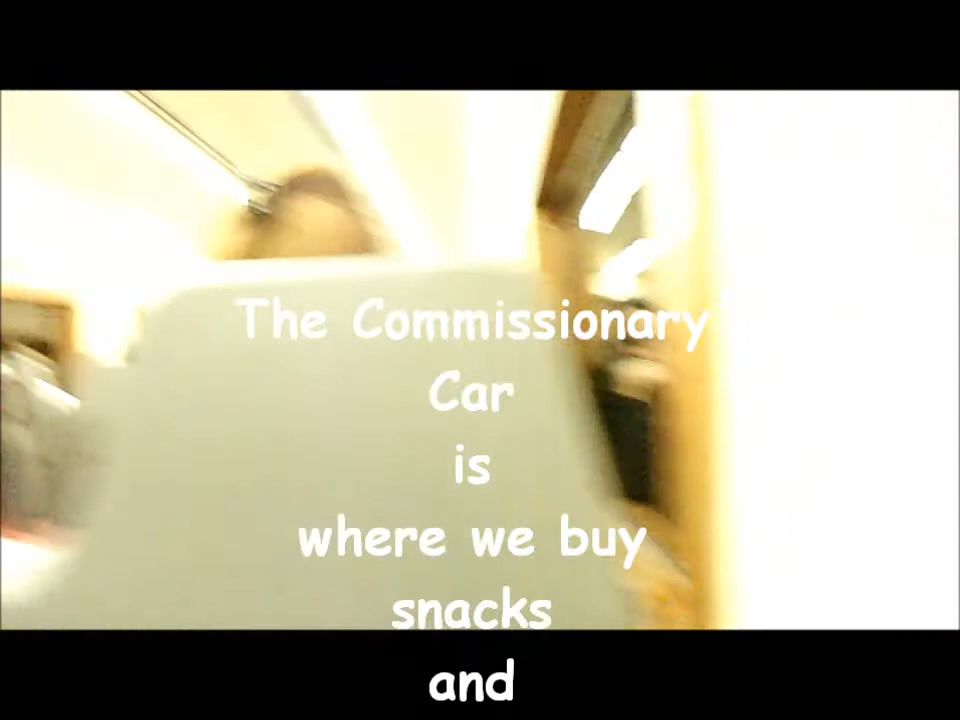 The Commissionary
Car
is
where we buy
snacks
and